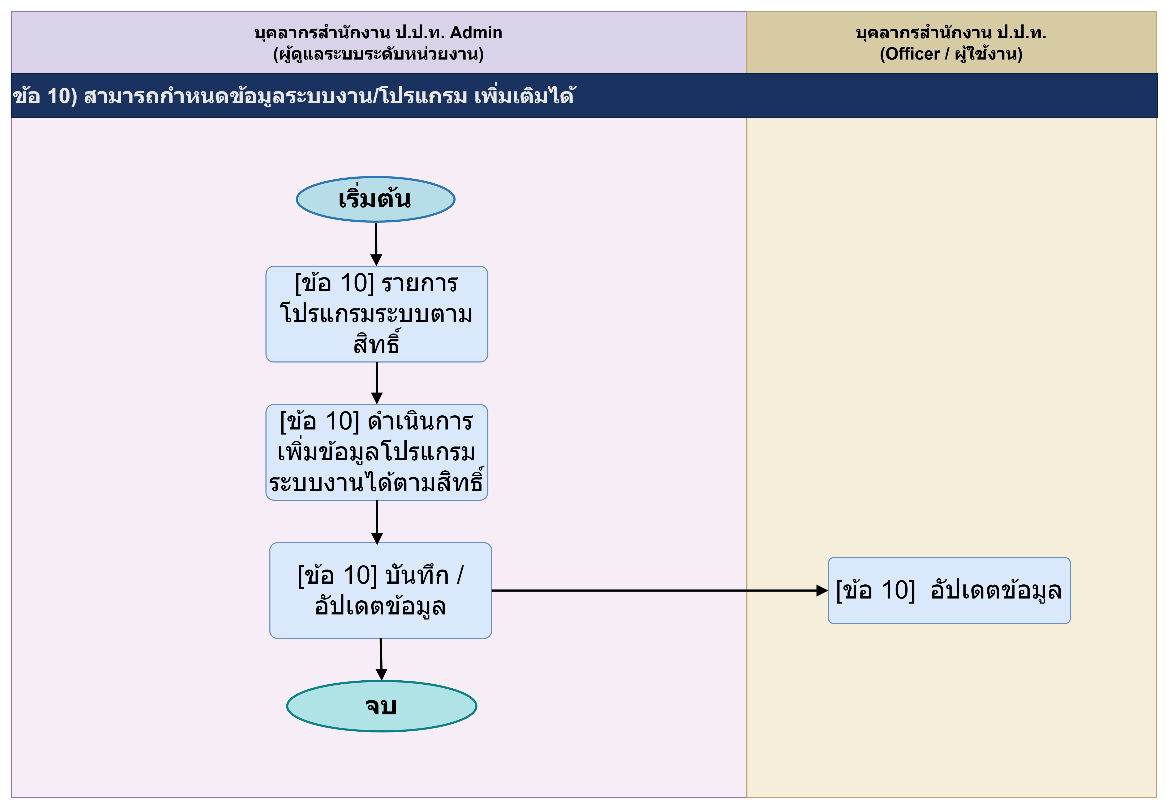 บุคลากรสำนักงาน ป.ป.ท. Admin
(ผู้ดูแลระบบระดับหน่วยงาน)
บุคลากรสำนักงาน ป.ป.ท.
(Officer / ผู้ใช้งาน)
ข้อ 10) สามารถกำหนดข้อมูลระบบงาน/โปรแกรม เพิ่มเติมได้
เริ่มต้น
[ข้อ 10] รายการ
โปรแกรมระบบตาม
สิทธิ์
[ข้อ 10] ดำเนินการ
เพิ่มข้อมูลโปรแกรม
ระบบงานได้ตามสิทธิ์
[ข้อ 10] บันทึก /
อัปเดตข้อมูล
[ข้อ 10] อัปเดตข้อมูล
จบ